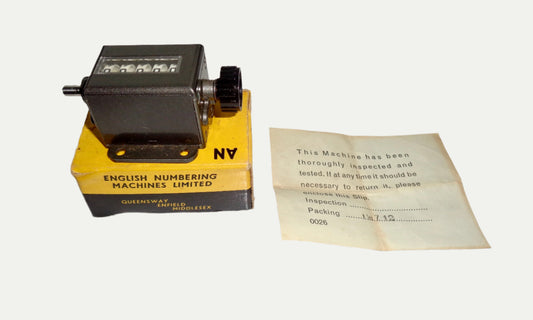 AN
ENGLISH NUMBERING
MACHINES LIMITED
QUEENSWAY
ENFIELD
MIDDLESEX
This Machine has been
thoroughly inspected and
tested. If at any time it should be
necessary to return it, please
enclose this Slip.
Inspection ..............................
Packing ..............................
0026